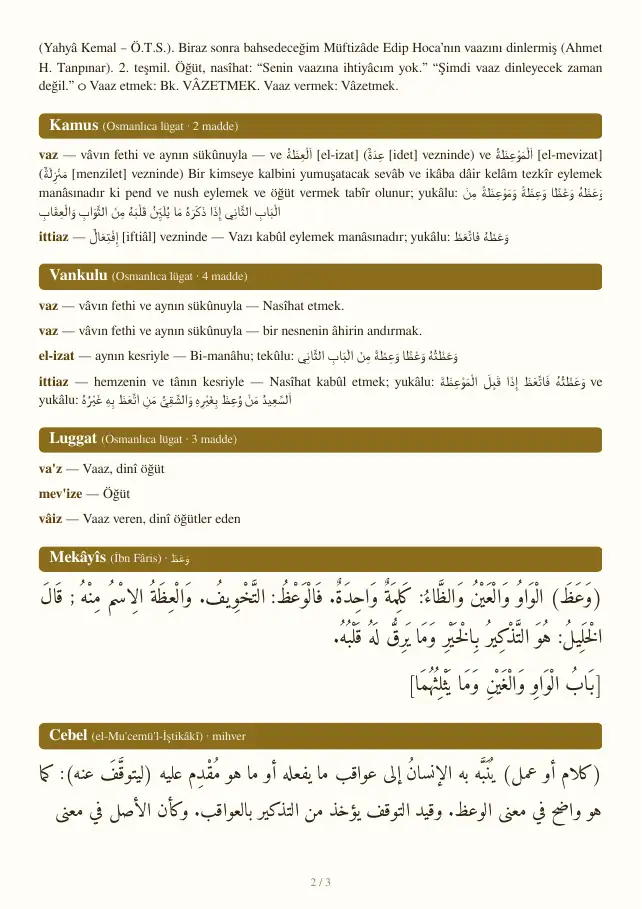 (Yahyâ Kemal – Ö.T.S.). Biraz sonra bahsedeceğim Müftizâde Edip Hoca'nın vaazını dinlermiş (Ahmet
H. Tanpınar). 2. teşmil. Öğüt, nasîhat: “Senin vaazına ihtiyâcım yok.” “Şimdi vaaz dinleyecek zaman
değil.” ѻ Vaaz etmek: Bk. VÂZETMEK. Vaaz vermek: Vâzetmek.
Kamus (Osmanlıca lügat · 2 madde)
vaz — vâvın fethi ve aynın sükûnuyla — ve اَلْعِظَةُ [el-izat] (عِدَةٌ [idet] vezninde) ve اَلْمَوْعِظَةُ [el-mevizat]
(مَنْزِلَةٌ [menzilet] vezninde) Bir kimseye kalbini yumuşatacak sevâb ve ikâba dâir kelâm tezkîr eylemek
manâsınadır ki pend ve nush eylemek ve öğüt vermek tabîr olunur; yukâlu: وَعَظَهُ وَعْظًا وَعِظَةً وَمَوْعِظَةً مِنَ
الْبَابِ الثَّانِي إِذَا ذَكَّرَهُ مَا يُلَيِّنُ قَلْبَهُ مِنَ الثَّوَابِ وَالْعِقَابِ
ittiaz — إِفْتِعَالٌ [iftiâl] vezninde — Vazı kabûl eylemek manâsınadır; yukâlu: وَعَظَهُ فَاتَّعَظَ
Vankulu (Osmanlıca lügat · 4 madde)
vaz — vâvın fethi ve aynın sükûnuyla — Nasîhat etmek.
vaz — vâvın fethi ve aynın sükûnuyla — bir nesnenin âhirin andırmak.
el-izat — aynın kesriyle — Bi-manâhu; tekûlu: وَعَظْتُهُ وَعْظًا وَعِظَةً مِنَ الْبَابِ الثَّانِي
ittiaz — hemzenin ve tânın kesriyle — Nasîhat kabûl etmek; yukâlu: وَعَظْتُهُ فَاتَّعَظَ إِذَا قَبِلَ الْمَوْعِظَةَ ve
yukâlu: اَلسَّعِيدُ مَنْ وُعِظَ بِغَيْرِهِ وَالشَّقِيُّ مَنِ اتَّعَظَ بِهِ غَيْرُهُ
Luggat (Osmanlıca lügat · 3 madde)
va'z — Vaaz, dinî öğüt
mev'ize — Öğüt
vâiz — Vaaz veren, dinî öğütler eden
Mekâyîs (İbn Fâris) · وَعَظَ
(وَعَظَ) الْوَاوُ وَالْعَيْنُ وَالظَّاءُ: كَلِمَةٌ وَاحِدَةٌ. فَالْوَعْظُ: التَّخْوِيفُ. وَالْعِظَةُ الِاسْمُ مِنْهُ ; قَالَ
الْخَلِيلُ: هُوَ التَّذْكِيرُ بِالْخَيْرِ وَمَا يَرِقُّ لَهُ قَلْبُهُ.
[بَابُ الْوَاوِ وَالْغَيْنِ وَمَا يَثْلِثُهُمَا]
Cebel (el-Mu'cemü'l-İştikâkî) · mihver
(كلام أو عمل) يُنَبَّه به الإنسانُ إلى عواقب ما يفعله أو ما هو مُقْدِم عليه (ليتوقَّفَ عنه): كما
هو واضح في معنى الوعظ. وقيد التوقف يؤخذ من التذكير بالعواقب. وكأن الأصل في معنى
2 / 3